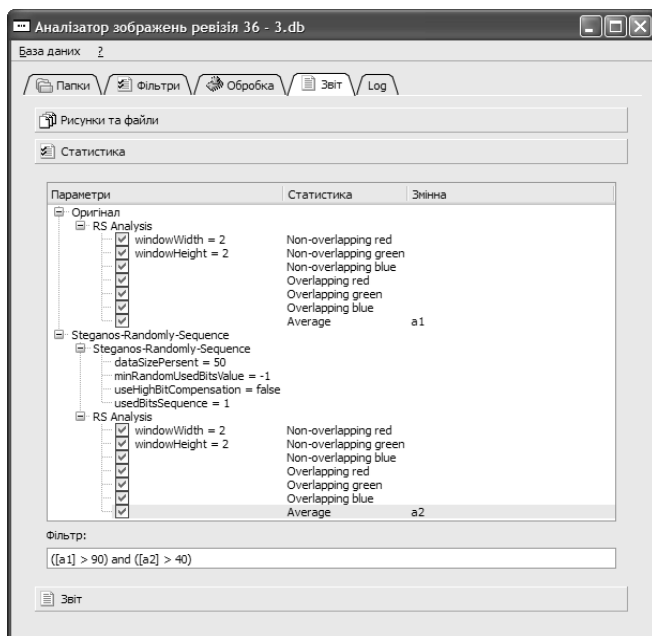 Аналізатор зображень ревізія 36 - 3.db
База даних ?
Папки Фільтри Обробка Звіт Log
Рисунки та файли
Статистика
Параметри Статистика Змінна
Оригінал
RS Analysis
windowWidth = 2 Non-overlapping red
windowHeight = 2 Non-overlapping green
Non-overlapping blue
Overlapping red
Overlapping green
Overlapping blue
Average a1
Steganos-Randomly-Sequence
Steganos-Randomly-Sequence
dataSizePersent = 50
minRandomUsedBitsValue = -1
useHighBitCompensation = false
usedBitsSequence = 1
RS Analysis
windowWidth = 2 Non-overlapping red
windowHeight = 2 Non-overlapping green
Non-overlapping blue
Overlapping red
Overlapping green
Overlapping blue
Average a2
Фільтр:
([a1] > 90) and ([a2] > 40)
Звіт